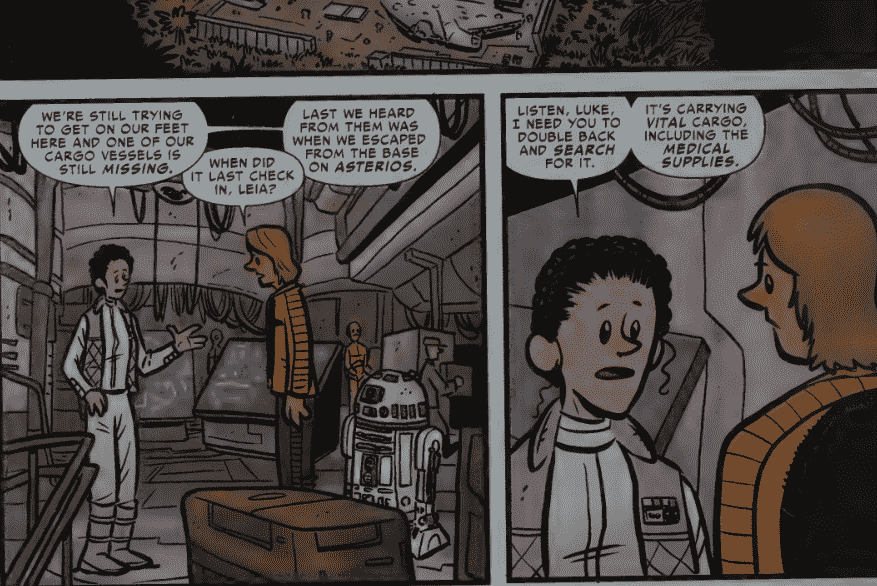 WE'RE STILL TRYING
TO GET ON OUR FEET
HERE AND ONE OF OUR
CARGO VESSELS IS
STILL MISSING.
WHEN DID
IT LAST CHECK
IN, LEIA?
LAST WE HEARD
FROM THEM WAS
WHEN WE ESCAPED
FROM THE BASE
ON ASTERIOS.
LISTEN, LUKE,
I NEED YOU TO
DOUBLE BACK
AND SEARCH
FOR IT.
IT'S CARRYING
VITAL CARGO,
INCLUDING THE
MEDICAL
SUPPLIES.